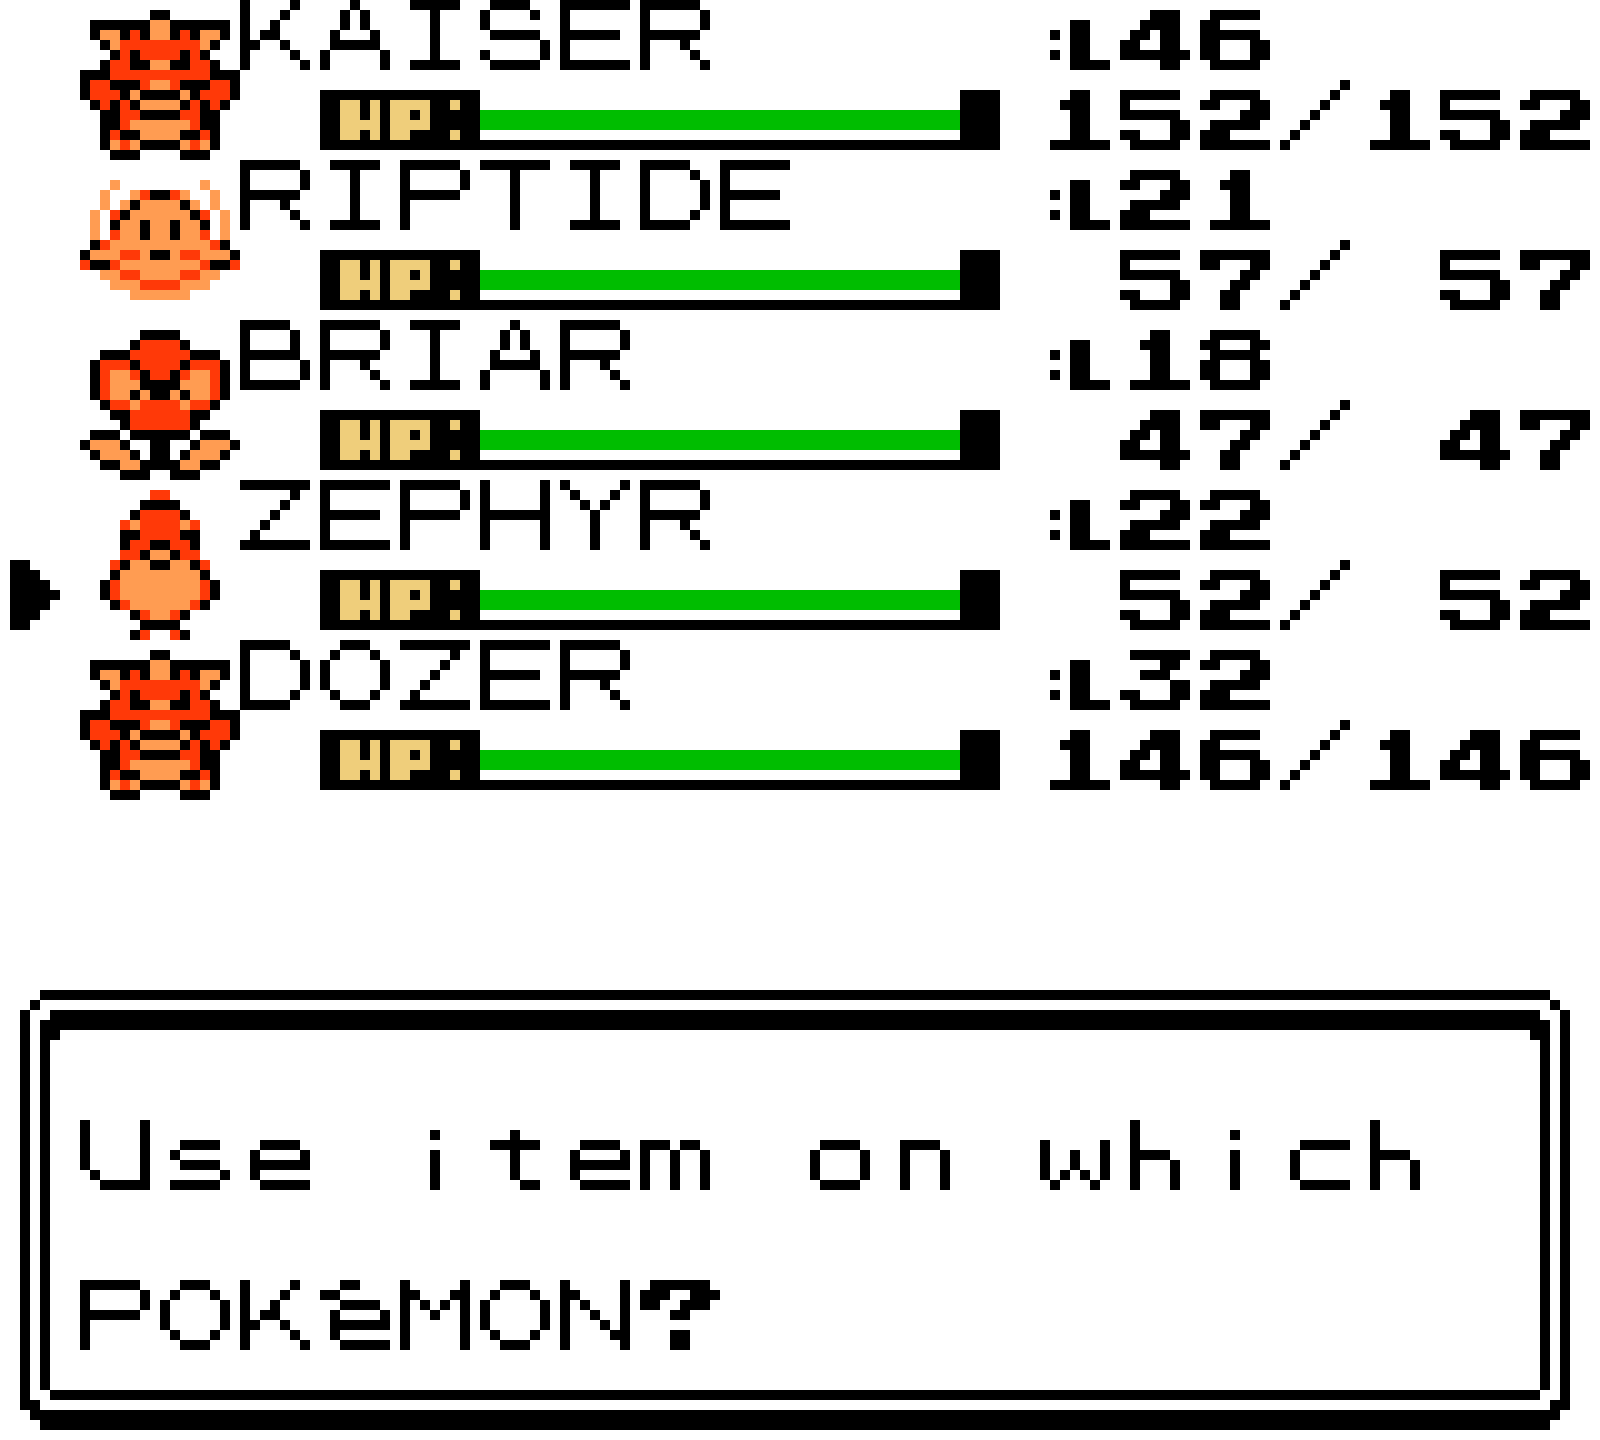 KAISER :L46
HP: 152/152
RIPTIDE :L21
HP: 57/ 57
BRIAR :L18
HP: 47/ 47
ZEPHYR :L22
HP: 52/ 52
DOZER :L32
HP: 146/146
Use item on which
POKéMON?